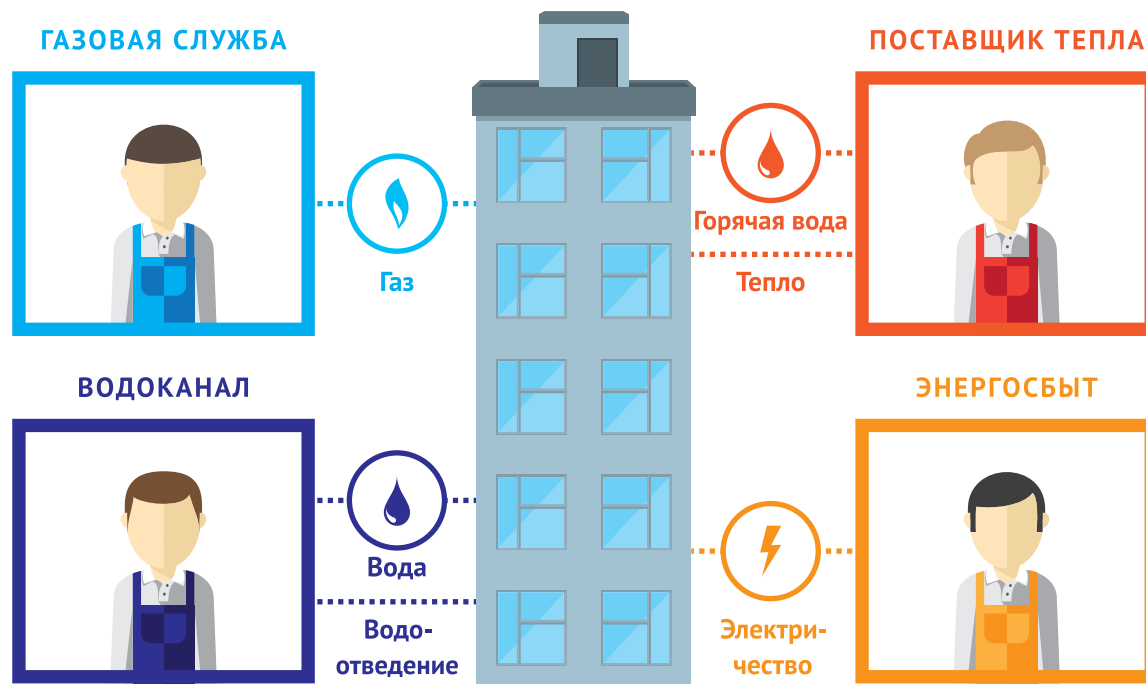 ГАЗОВАЯ СЛУЖБА
Газ
ПОСТАВЩИК ТЕПЛА
Горячая вода
Тепло
ВОДОКАНАЛ
Вода
Водо-
отведение
ЭНЕРГОСБЫТ
Электри-
чество